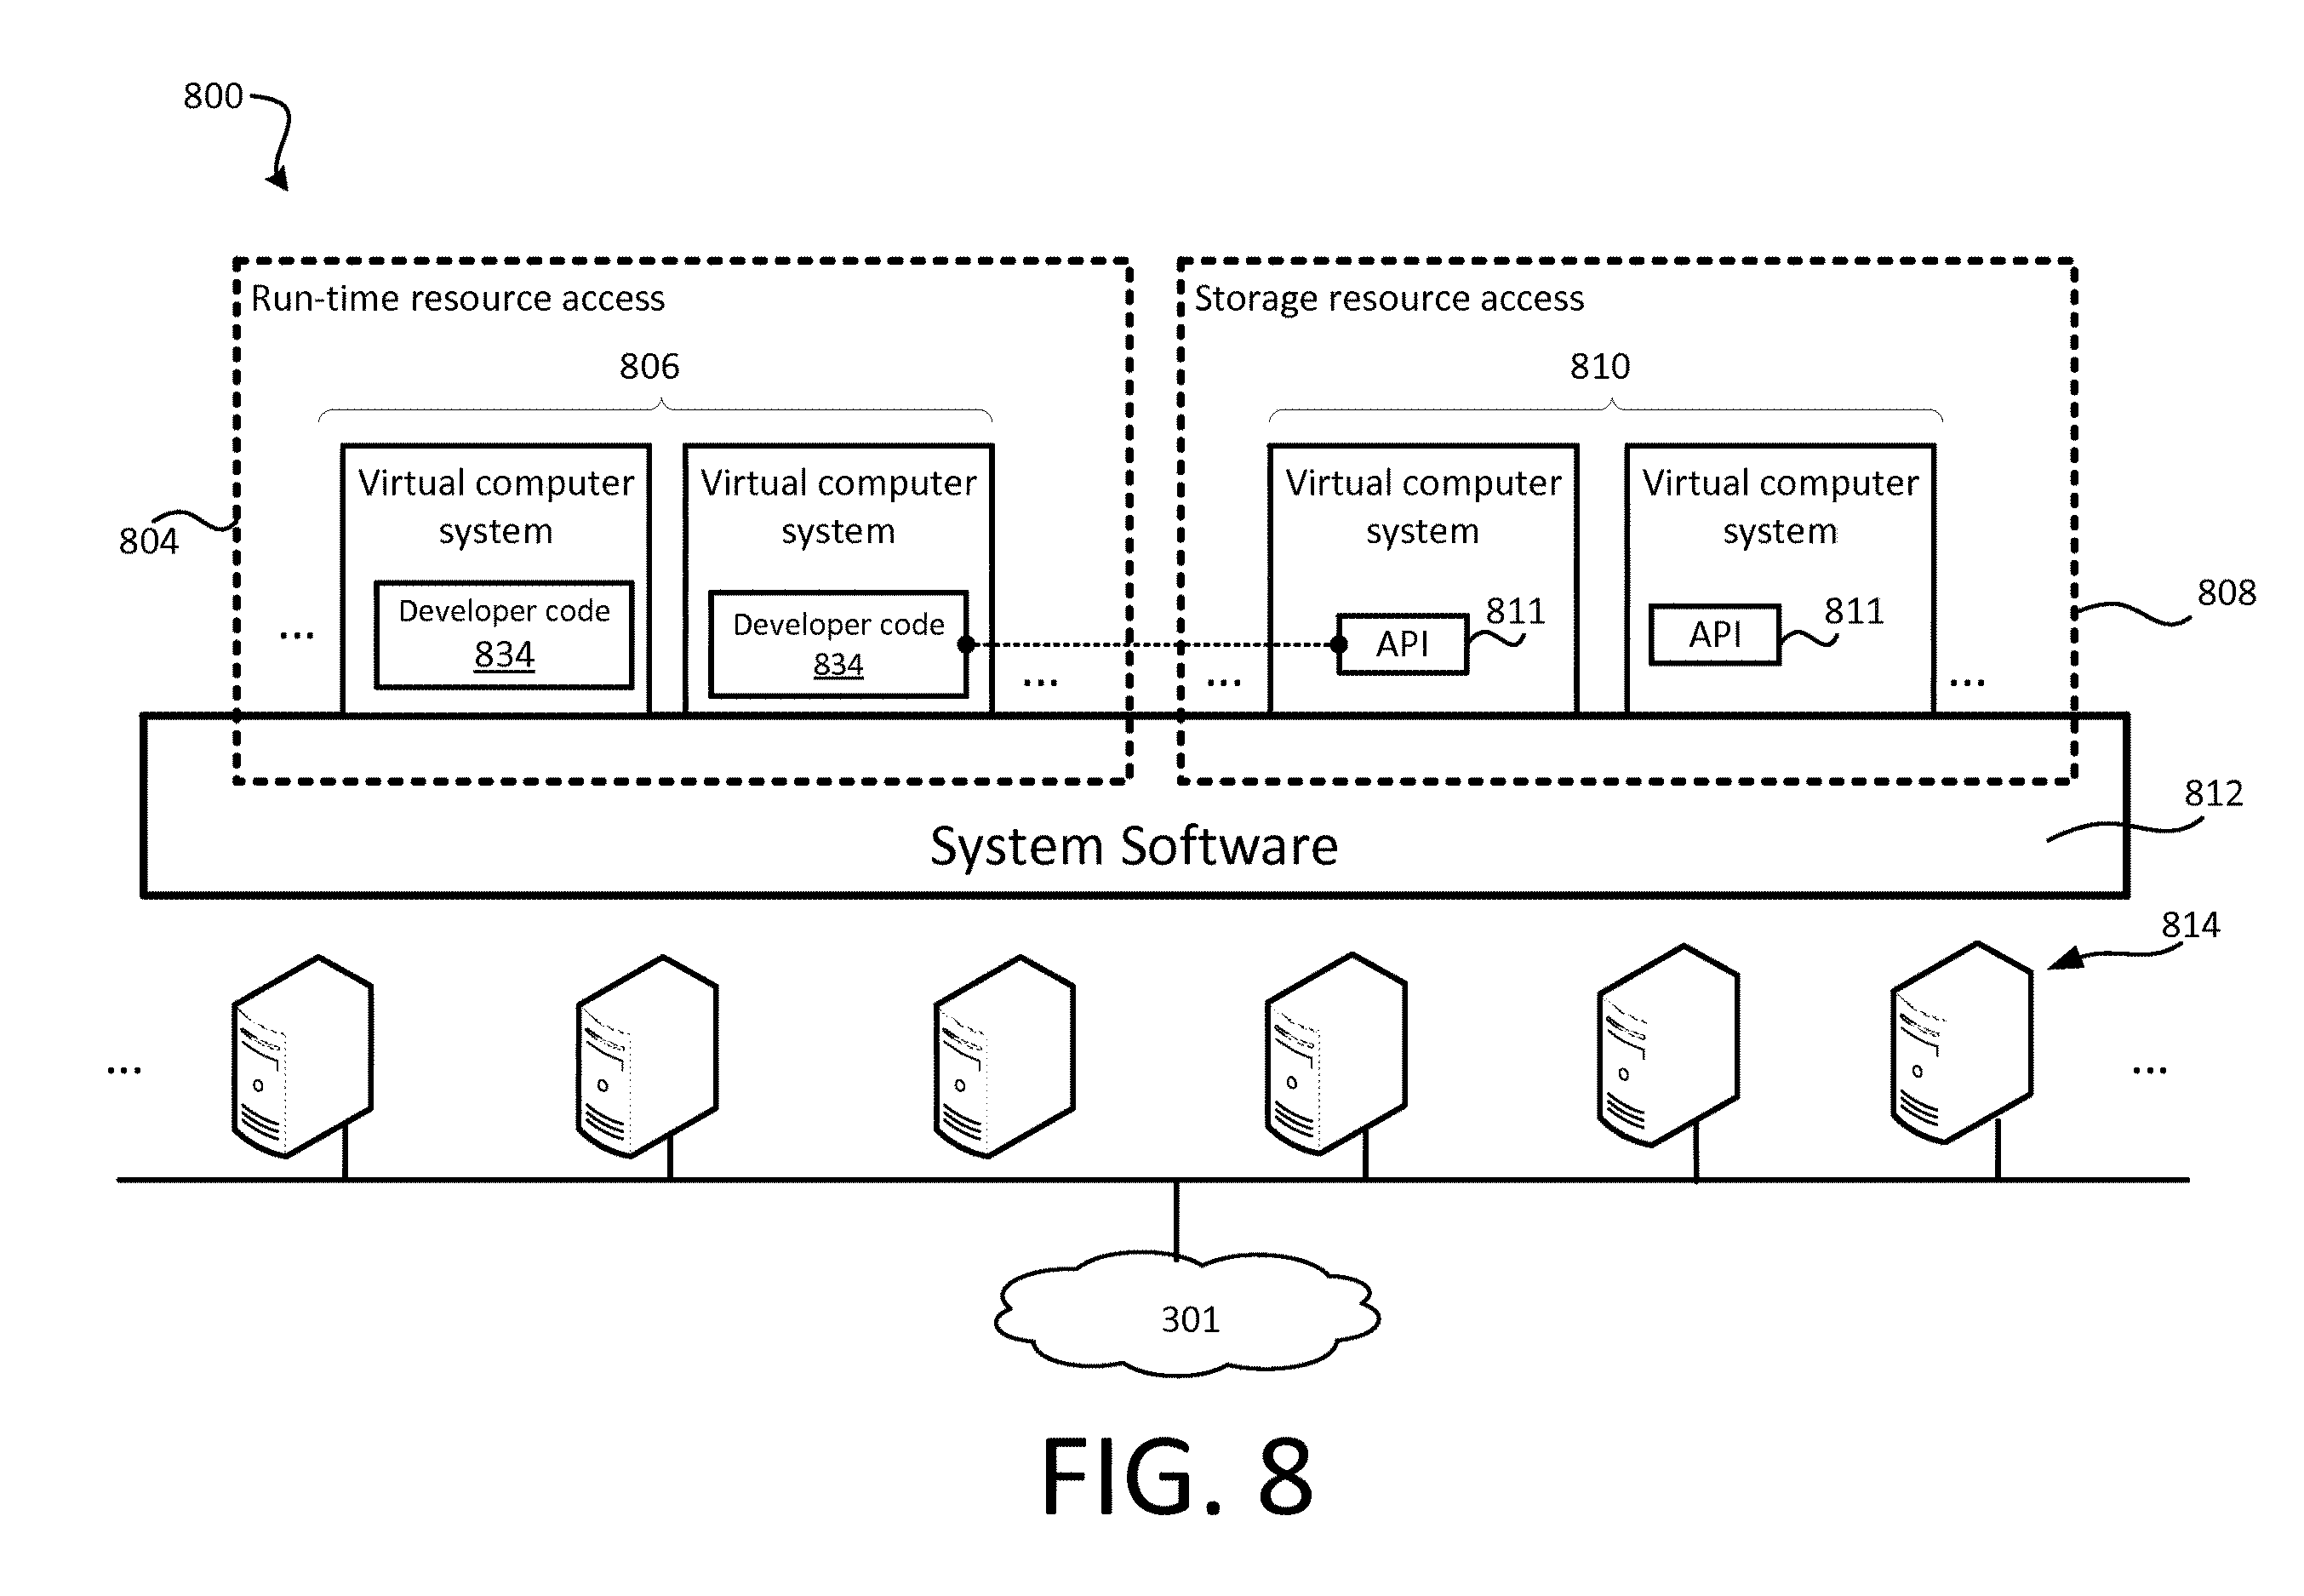 800
Run-time resource access
Storage resource access
806
810
Virtual computer
system
Virtual computer
system
Virtual computer
system
Virtual computer
system
804
808
Developer code
834
Developer code
834
API
811
API
811
...
...
...
...
812
System Software
814
...
...
301
FIG. 8